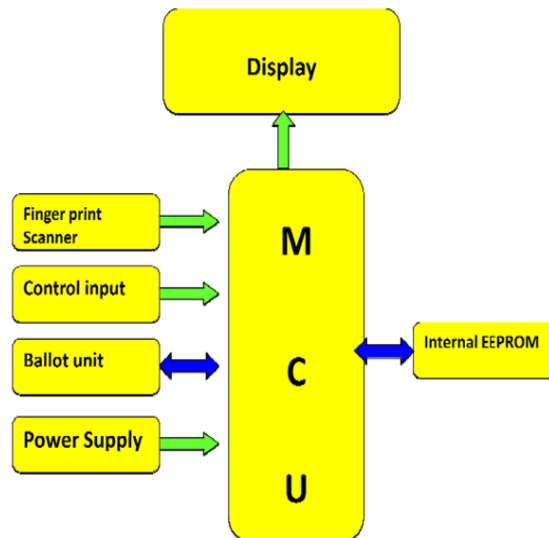 Display
Finger print
Scanner
Control input
Ballot unit
Power Supply
M
C
U
Internal EEPROM